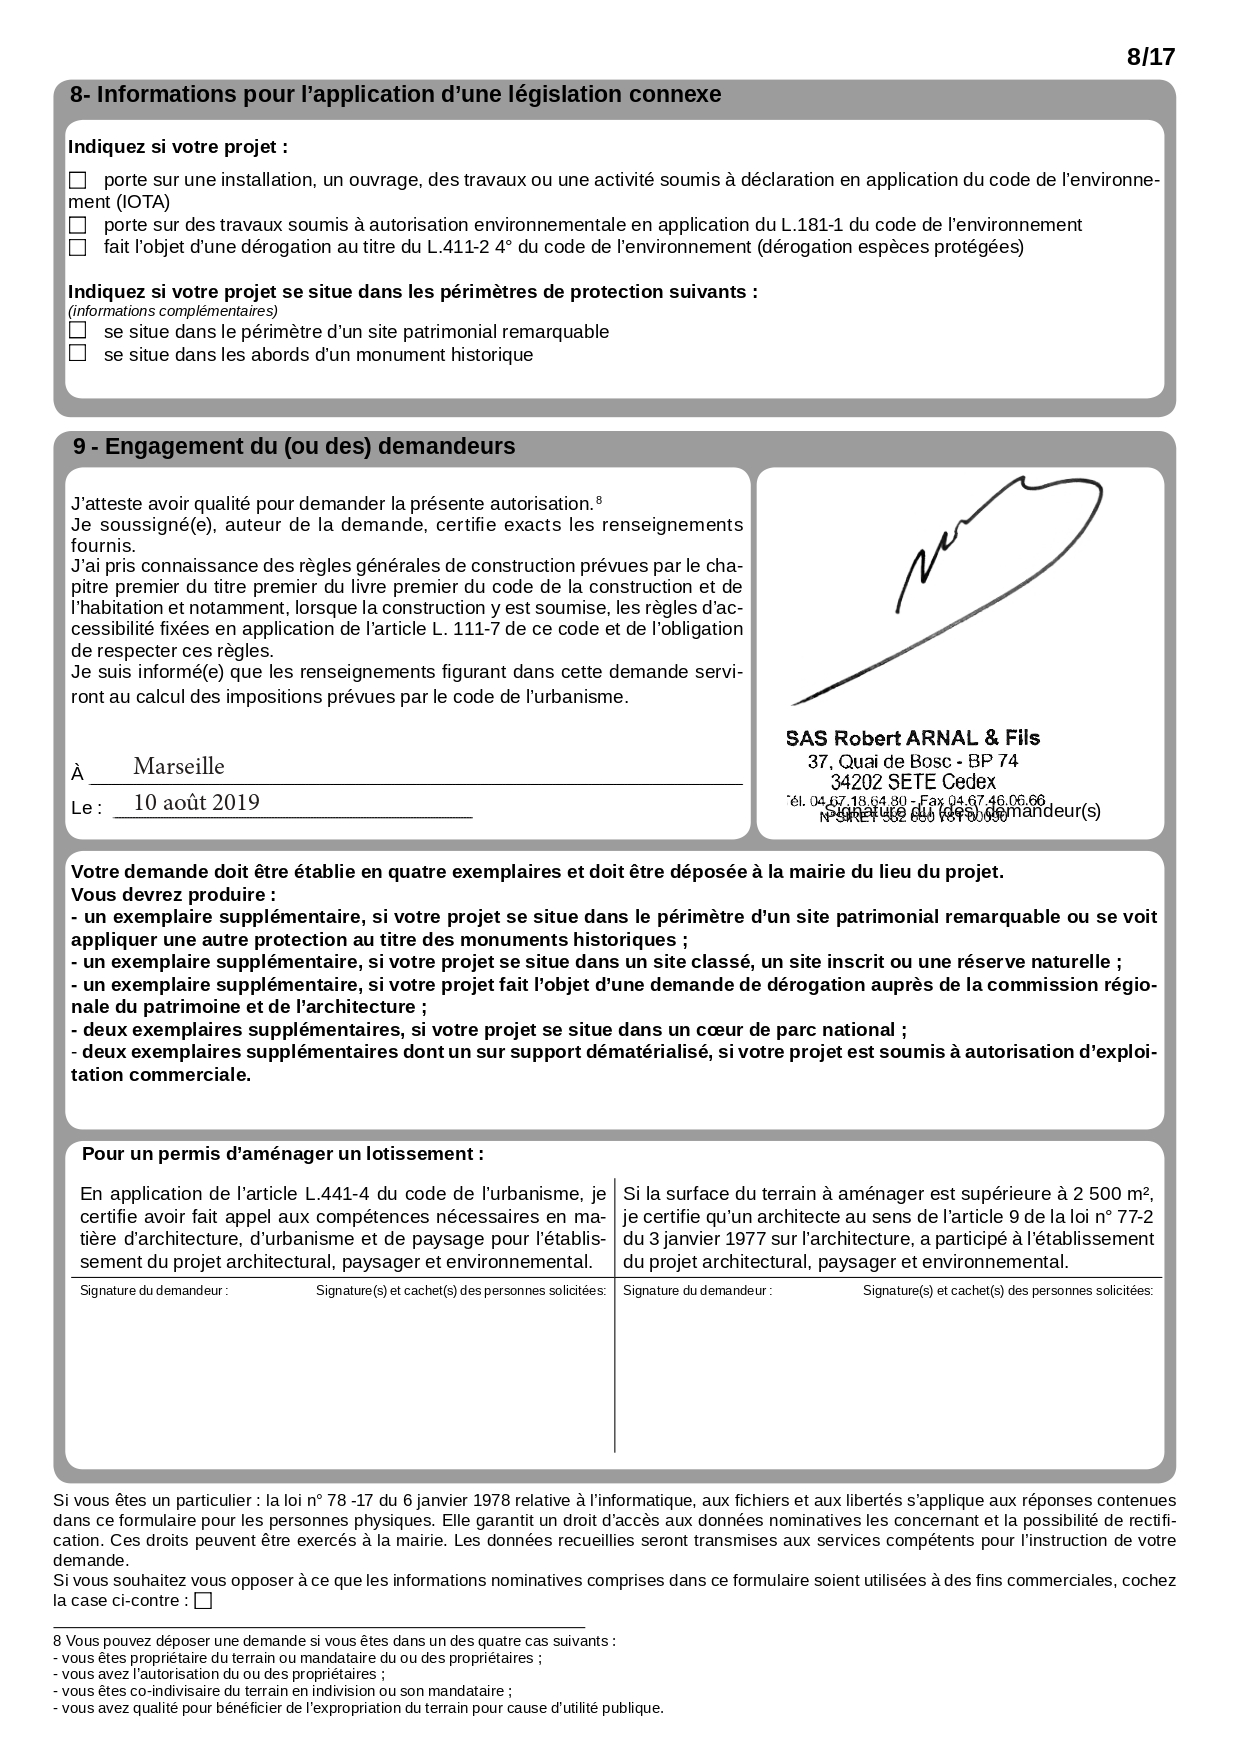 8/17
8- Informations pour l’application d’une législation connexe
Indiquez si votre projet :
porte sur une installation, un ouvrage, des travaux ou une activité soumis à déclaration en application du code de l’environne-
ment (IOTA)
porte sur des travaux soumis à autorisation environnementale en application du L.181-1 du code de l’environnement
fait l’objet d’une dérogation au titre du L.411-2 4° du code de l’environnement (dérogation espèces protégées)
Indiquez si votre projet se situe dans les périmètres de protection suivants :
(informations complémentaires)
se situe dans le périmètre d’un site patrimonial remarquable
se situe dans les abords d’un monument historique
9 - Engagement du (ou des) demandeurs
J’atteste avoir qualité pour demander la présente autorisation.8
Je soussigné(e), auteur de la demande, certifie exacts les renseignements
fournis.
J’ai pris connaissance des règles générales de construction prévues par le cha-
pitre premier du titre premier du livre premier du code de la construction et de
l’habitation et notamment, lorsque la construction y est soumise, les règles d’ac-
cessibilité fixées en application de l’article L. 111-7 de ce code et de l’obligation
de respecter ces règles.
Je suis informé(e) que les renseignements figurant dans cette demande servi-
ront au calcul des impositions prévues par le code de l’urbanisme.
À Marseille
Le : 10 août 2019
SAS Robert ARNAL & Fils
37, Quai de Bosc - BP 74
34202 SETE Cedex
Tél. 04.67.18.64.80 - Fax 04.67.46.06.66
Signature du (des) demandeur(s)
N° SIRET
Votre demande doit être établie en quatre exemplaires et doit être déposée à la mairie du lieu du projet.
Vous devrez produire :
- un exemplaire supplémentaire, si votre projet se situe dans le périmètre d’un site patrimonial remarquable ou se voit
appliquer une autre protection au titre des monuments historiques ;
- un exemplaire supplémentaire, si votre projet se situe dans un site classé, un site inscrit ou une réserve naturelle ;
- un exemplaire supplémentaire, si votre projet fait l’objet d’une demande de dérogation auprès de la commission régio-
nale du patrimoine et de l’architecture ;
- deux exemplaires supplémentaires, si votre projet se situe dans un cœur de parc national ;
- deux exemplaires supplémentaires dont un sur support dématérialisé, si votre projet est soumis à autorisation d’exploi-
tation commerciale.
Pour un permis d’aménager un lotissement :
En application de l’article L.441-4 du code de l’urbanisme, je
certifie avoir fait appel aux compétences nécessaires en ma-
tière d’architecture, d’urbanisme et de paysage pour l’établis-
sement du projet architectural, paysager et environnemental.
Signature du demandeur : Signature(s) et cachet(s) des personnes solicitées:
Si la surface du terrain à aménager est supérieure à 2 500 m²,
je certifie qu’un architecte au sens de l’article 9 de la loi n° 77-2
du 3 janvier 1977 sur l’architecture, a participé à l’établissement
du projet architectural, paysager et environnemental.
Signature du demandeur : Signature(s) et cachet(s) des personnes solicitées:
Si vous êtes un particulier : la loi n° 78 -17 du 6 janvier 1978 relative à l’informatique, aux fichiers et aux libertés s’applique aux réponses contenues
dans ce formulaire pour les personnes physiques. Elle garantit un droit d’accès aux données nominatives les concernant et la possibilité de rectifi-
cation. Ces droits peuvent être exercés à la mairie. Les données recueillies seront transmises aux services compétents pour l’instruction de votre
demande.
Si vous souhaitez vous opposer à ce que les informations nominatives comprises dans ce formulaire soient utilisées à des fins commerciales, cochez
la case ci-contre :
8 Vous pouvez déposer une demande si vous êtes dans un des quatre cas suivants :
- vous êtes propriétaire du terrain ou mandataire du ou des propriétaires ;
- vous avez l’autorisation du ou des propriétaires ;
- vous êtes co-indivisaire du terrain en indivision ou son mandataire ;
- vous avez qualité pour bénéficier de l’expropriation du terrain pour cause d’utilité publique.